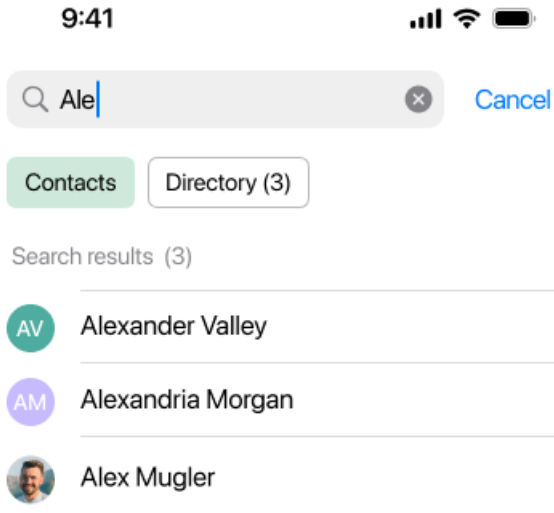 9:41
Ale
Cancel
Contacts
Directory (3)
Search results (3)
AV
Alexander Valley
AM
Alexandria Morgan
Alex Mugler